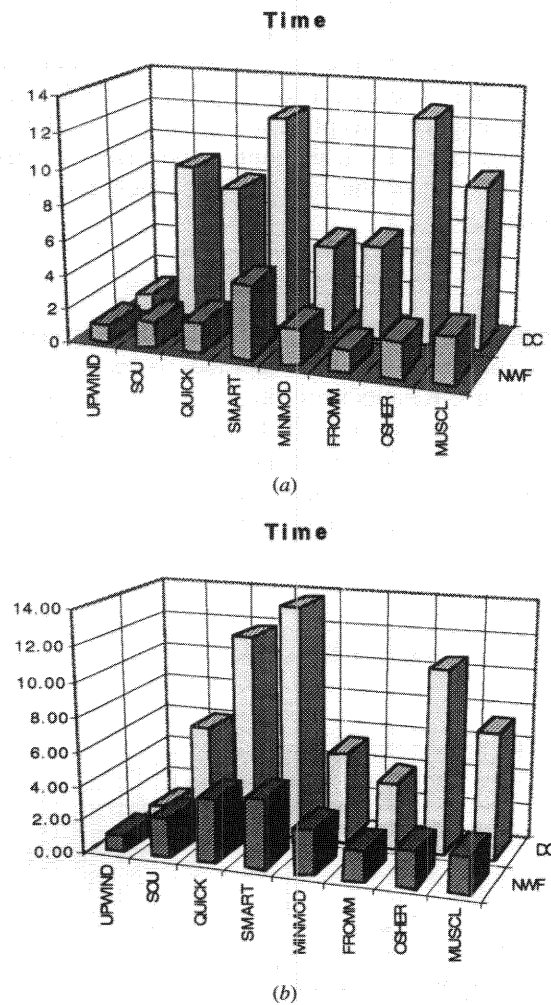 Time
14
12
10
8
6
4
2
0
UPWIND
SOU
QUICK
SMART
MINMOD
FROMM
OSHER
MUSCL
DC
NWF
(a)
Time
14.00
12.00
10.00
8.00
6.00
4.00
2.00
0.00
UPWIND
SOU
QUICK
SMART
MINMOD
FROMM
OSHER
MUSCL
DC
NWF
(b)